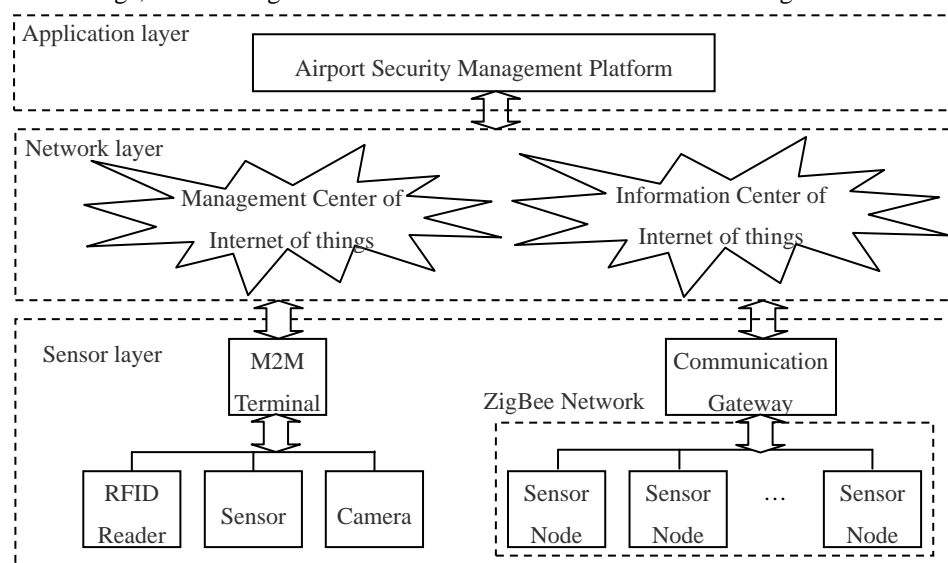 Application layer
Airport Security Management Platform
Network layer
Management Center of
Internet of things
Information Center of
Internet of things
Sensor layer
M2M
Terminal
Communication
Gateway
ZigBee Network
RFID
Reader
Sensor
Camera
Sensor
Node
Sensor
Node
…
Sensor
Node